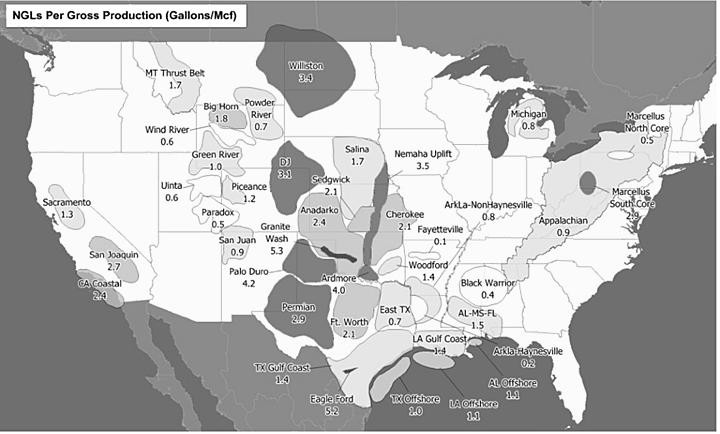 NGLs Per Gross Production (Gallons/Mcf)
MT Thrust Belt
1.7
Williston
3.4
Big Horn
1.8
Powder
River
0.7
Wind River
0.6
Green River
1.0
DJ
3.1
Salina
1.7
Nemaha Uplift
3.5
Michigan
0.8
Marcellus
North Core
0.5
Uinta
0.6
Piceance
1.2
Sedgwick
2.1
Marcellus
South Core
2.9
Sacramento
1.3
Paradox
0.5
Anadarko
2.4
Cherokee
2.1
ArkLa-NonHaynesville
0.8
Appalachian
0.9
San Juan
0.9
Granite
Wash
5.3
Fayetteville
0.1
San Joaquin
2.7
Palo Duro
4.2
Ardmore
4.0
Woodford
1.4
Black Warrior
0.4
CA Coastal
2.4
Permian
2.9
Ft. Worth
2.1
East TX
0.7
AL-MS-FL
1.5
LA Gulf Coast
1.4
Arkla-Haynesville
0.2
TX Gulf Coast
1.4
AL Offshore
1.1
Eagle Ford
5.2
TX Offshore
1.0
LA Offshore
1.1